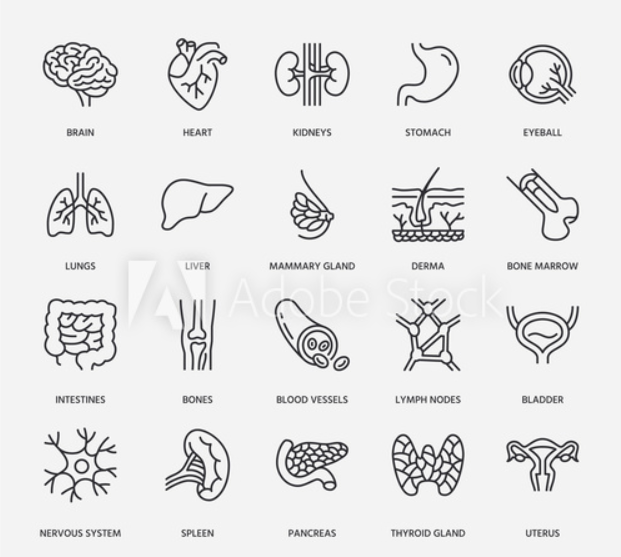 BRAIN
HEART
KIDNEYS
STOMACH
EYEBALL
LUNGS
LIVER
MAMMARY GLAND
DERMA
BONE MARROW
Adobe Stock
INTESTINES
BONES
BLOOD VESSELS
LYMPH NODES
BLADDER
NERVOUS SYSTEM
SPLEEN
PANCREAS
THYROID GLAND
UTERUS